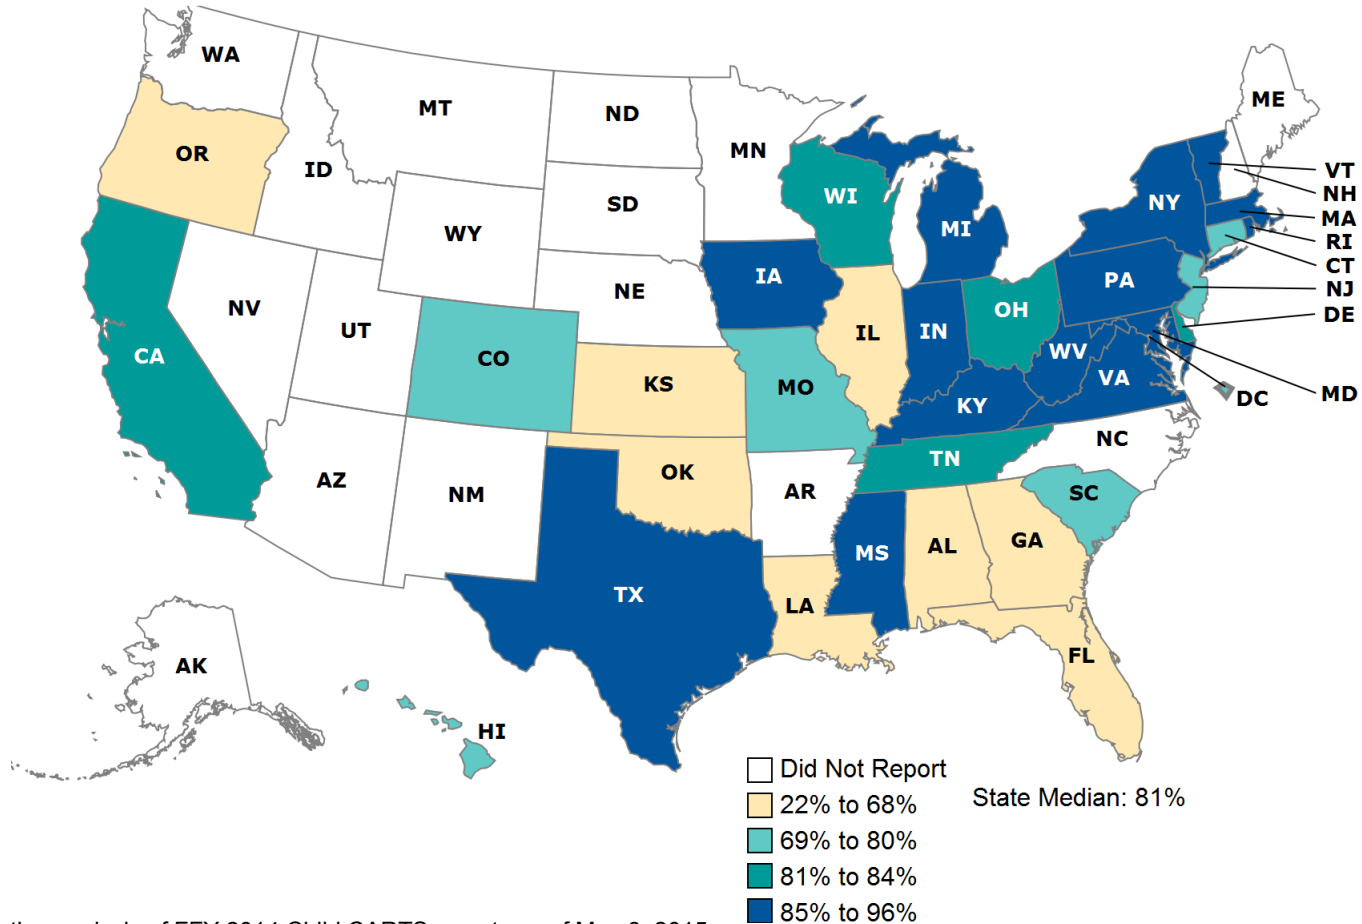 WA
ME
MT
ND
MN
OR
VT
ID
WI
NH
SD
NY
MA
WY
MI
RI
CT
IA
PA
NJ
NE
NV
OH
DE
UT
IL
IN
CO
WV
CA
KS
MO
VA
MD
DC
KY
NC
TN
OK
AZ
NM
AR
SC
GA
AL
MS
TX
LA
FL
AK
HI
Did Not Report
22% to 68%
State Median: 81%
69% to 80%
81% to 84%
85% to 96%